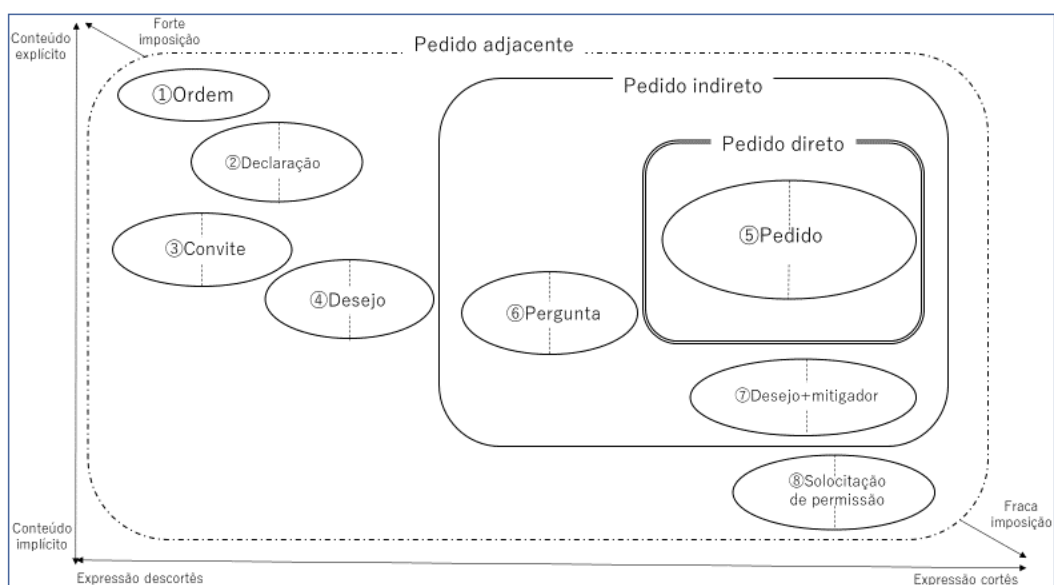 Conteúdo
explícito
Forte
imposição
Pedido adjacente
①Ordem
Pedido indireto
②Declaração
Pedido direto
③Convite
⑤Pedido
④Desejo
⑥Pergunta
⑦Desejo+mitigador
⑧Solocitação
de permissão
Fraca
imposição
Conteúdo
implícito
Expressão descortês
Expressão cortês